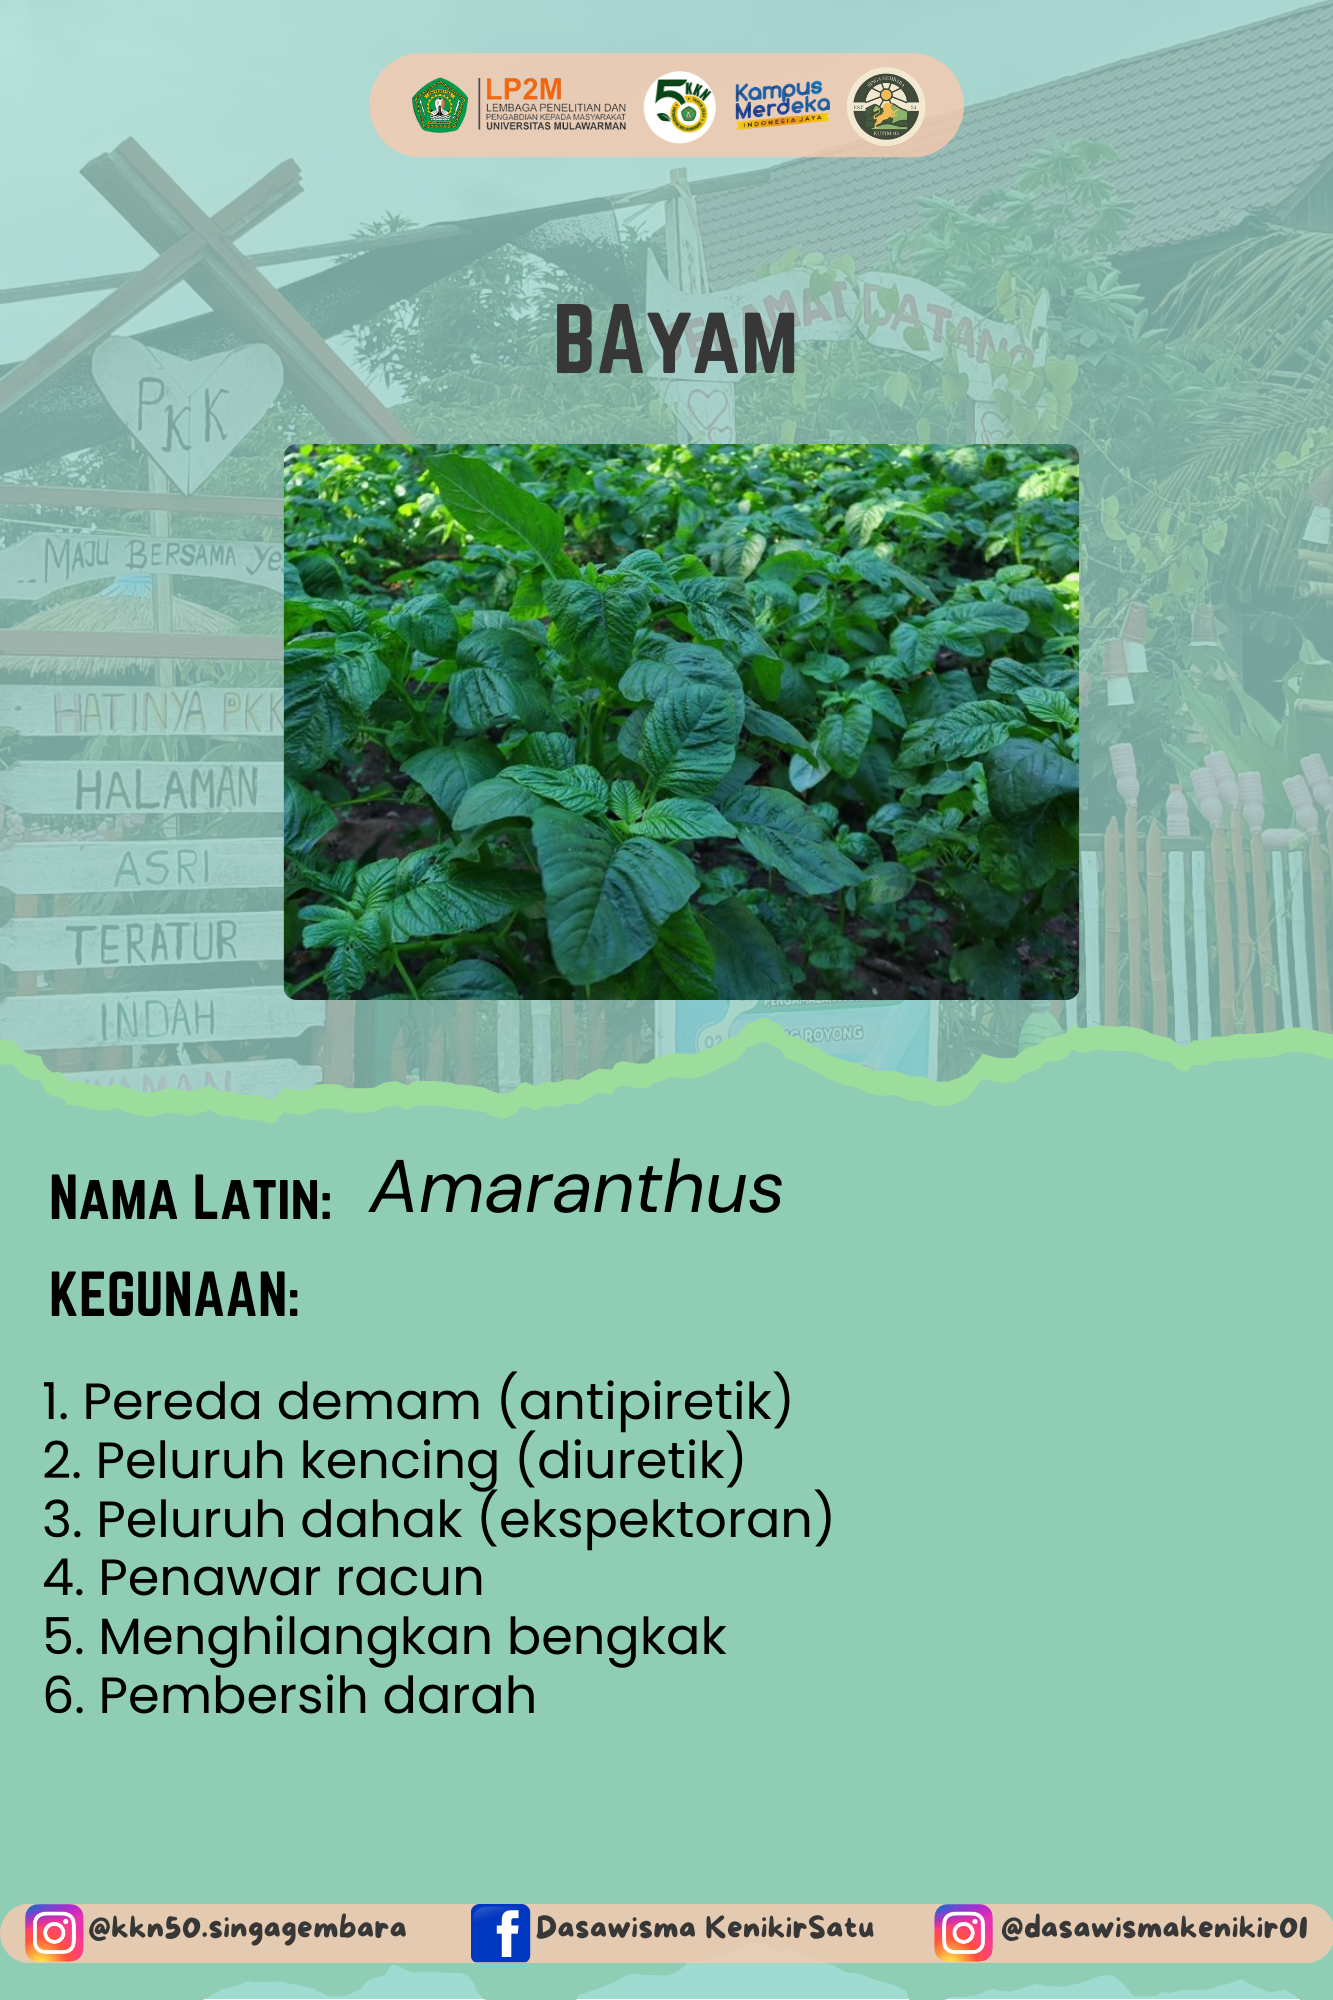 LP2M
LEMBAGA PENELITIAN DAN
PENGABDIAN KEPADA MASYARAKAT
UNIVERSITAS MULAWARMAN
50 KKN
Kampus
Merdeka
INDONESIA JAYA
SELAMAT DATANG
BAYAM
PKK
.. MAJU BERSAMA
HATINYA PKK
HALAMAN
ASRI
TERATUR
INDAH
NYAMAN
02
ROYONG
NAMA LATIN: Amaranthus
KEGUNAAN:
1. Pereda demam (antipiretik)
2. Peluruh kencing (diuretik)
3. Peluruh dahak (ekspektoran)
4. Penawar racun
5. Menghilangkan bengkak
6. Pembersih darah
@kkn50.singagembara
Dasawisma KenikirSatu
@dasawismakenikir01